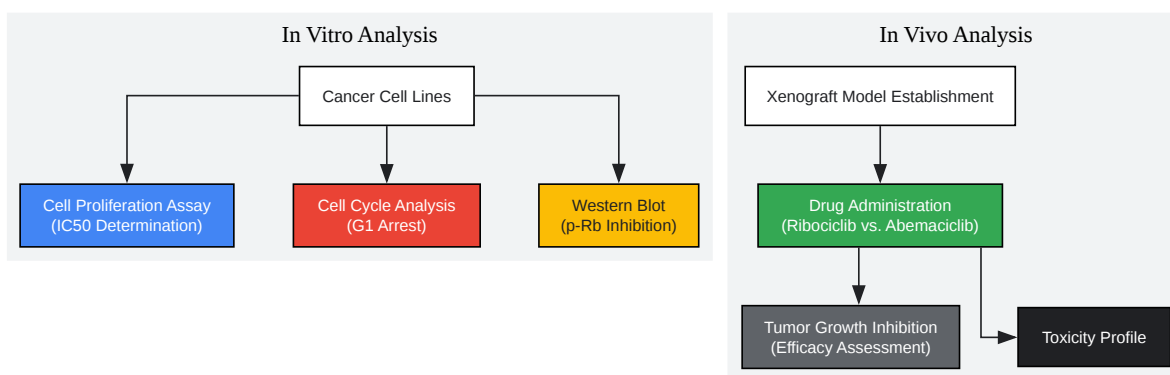 In Vitro Analysis
Cancer Cell Lines
Cell Proliferation Assay
(IC50 Determination)
Cell Cycle Analysis
(G1 Arrest)
Western Blot
(p-Rb Inhibition)
In Vivo Analysis
Xenograft Model Establishment
Drug Administration
(Ribociclib vs. Abemaciclib)
Tumor Growth Inhibition
(Efficacy Assessment)
Toxicity Profile